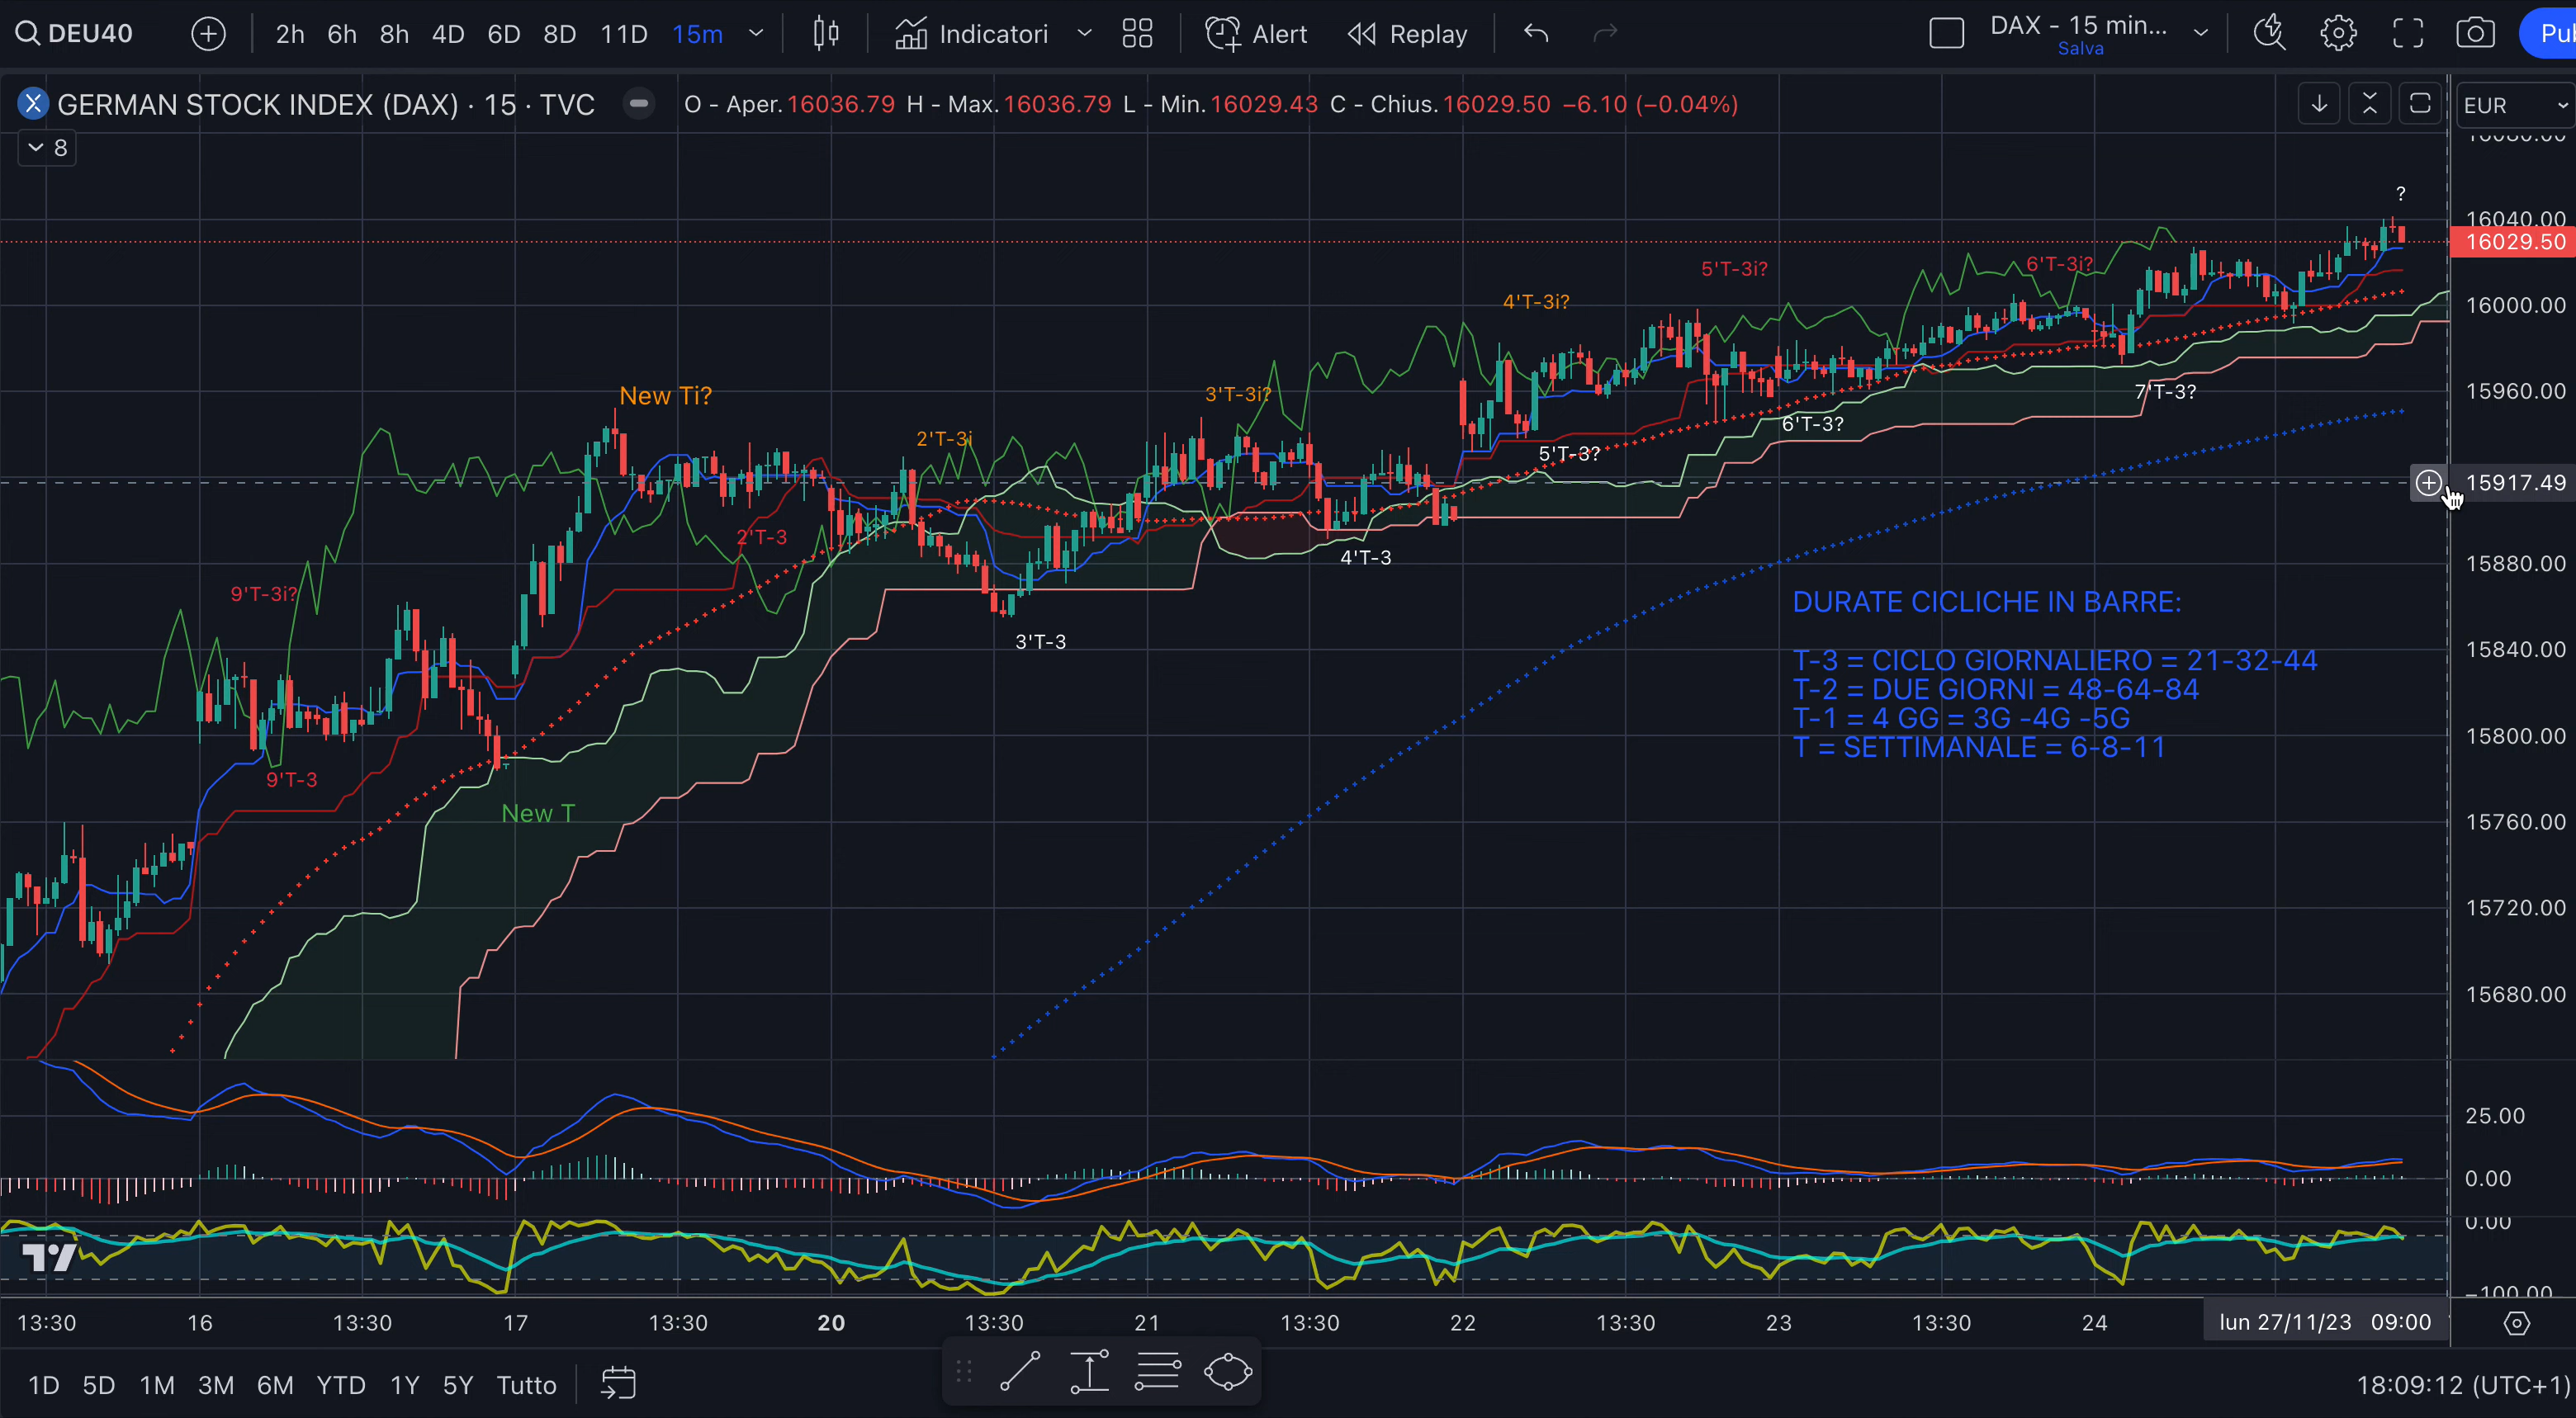 DEU40 2h 6h 8h 4D 6D 8D 11D 15m Indicatori Alert Replay DAX - 15 min... Pub
Salva
GERMAN STOCK INDEX (DAX) · 15 · TVC O - Aper.16036.79 H - Max.16036.79 L - Min.16029.43 C - Chius.16029.50 −6.10 (−0.04%) EUR
8
?
16040.00
16029.50
6'T-3i?
5'T-3i?
4'T-3i?
16000.00
New Ti?
3'T-3i?
7'T-3?
15960.00
6'T-3?
2'T-3i
5'T-3?
15917.49
2'T-3
4'T-3
15880.00
9'T-3i?
DURATE CICLICHE IN BARRE:
3'T-3
15840.00
T-3 = CICLO GIORNALIERO = 21-32-44
T-2 = DUE GIORNI = 48-64-84
T-1 = 4 GG = 3G -4G -5G
T = SETTIMANALE = 6-8-11
15800.00
9'T-3
New T
15760.00
15720.00
15680.00
25.00
0.00
0.00
−100.00
13:30 16 13:30 17 13:30 20 13:30 21 13:30 22 13:30 23 13:30 24 lun 27/11/23 09:00
1D 5D 1M 3M 6M YTD 1Y 5Y Tutto 18:09:12 (UTC+1)